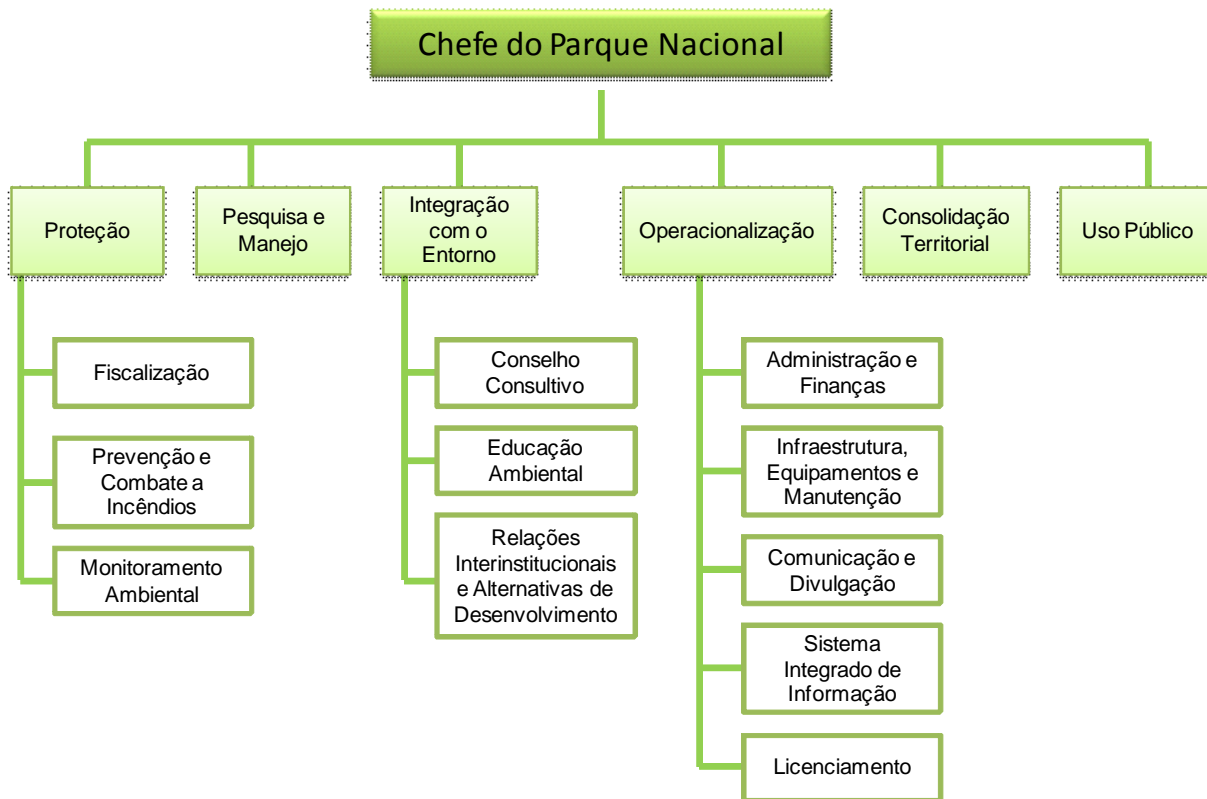 Chefe do Parque Nacional
Proteção
Pesquisa e
Manejo
Integração
com o
Entorno
Operacionalização
Consolidação
Territorial
Uso Público
Fiscalização
Prevenção e
Combate a
Incêndios
Monitoramento
Ambiental
Conselho
Consultivo
Educação
Ambiental
Relações
Interinstitucionais
e Alternativas de
Desenvolvimento
Administração e
Finanças
Infraestrutura,
Equipamentos e
Manutenção
Comunicação e
Divulgação
Sistema
Integrado de
Informação
Licenciamento